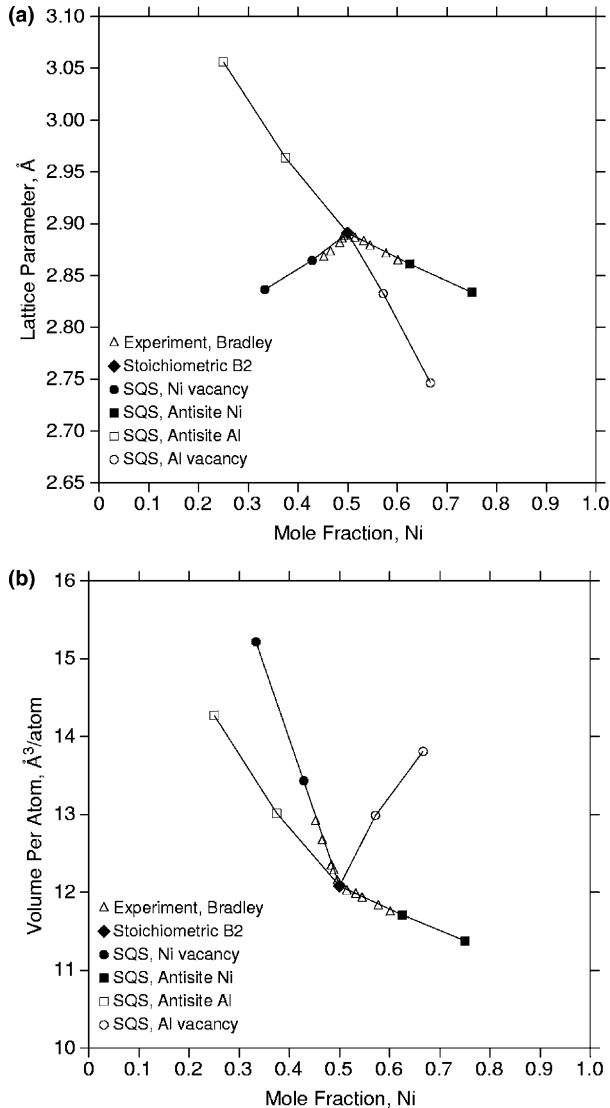 (a)
3.10
3.05
3.00
2.95
2.90
2.85
2.80
2.75
2.70
2.65
Lattice Parameter, Å
Experiment, Bradley
Stoichiometric B2
SQS, Ni vacancy
SQS, Antisite Ni
SQS, Antisite Al
SQS, Al vacancy
0 0.1 0.2 0.3 0.4 0.5 0.6 0.7 0.8 0.9 1.0
Mole Fraction, Ni
(b)
16
15
14
13
12
11
10
Volume Per Atom, Å³/atom
Experiment, Bradley
Stoichiometric B2
SQS, Ni vacancy
SQS, Antisite Ni
SQS, Antisite Al
SQS, Al vacancy
0 0.1 0.2 0.3 0.4 0.5 0.6 0.7 0.8 0.9 1.0
Mole Fraction, Ni